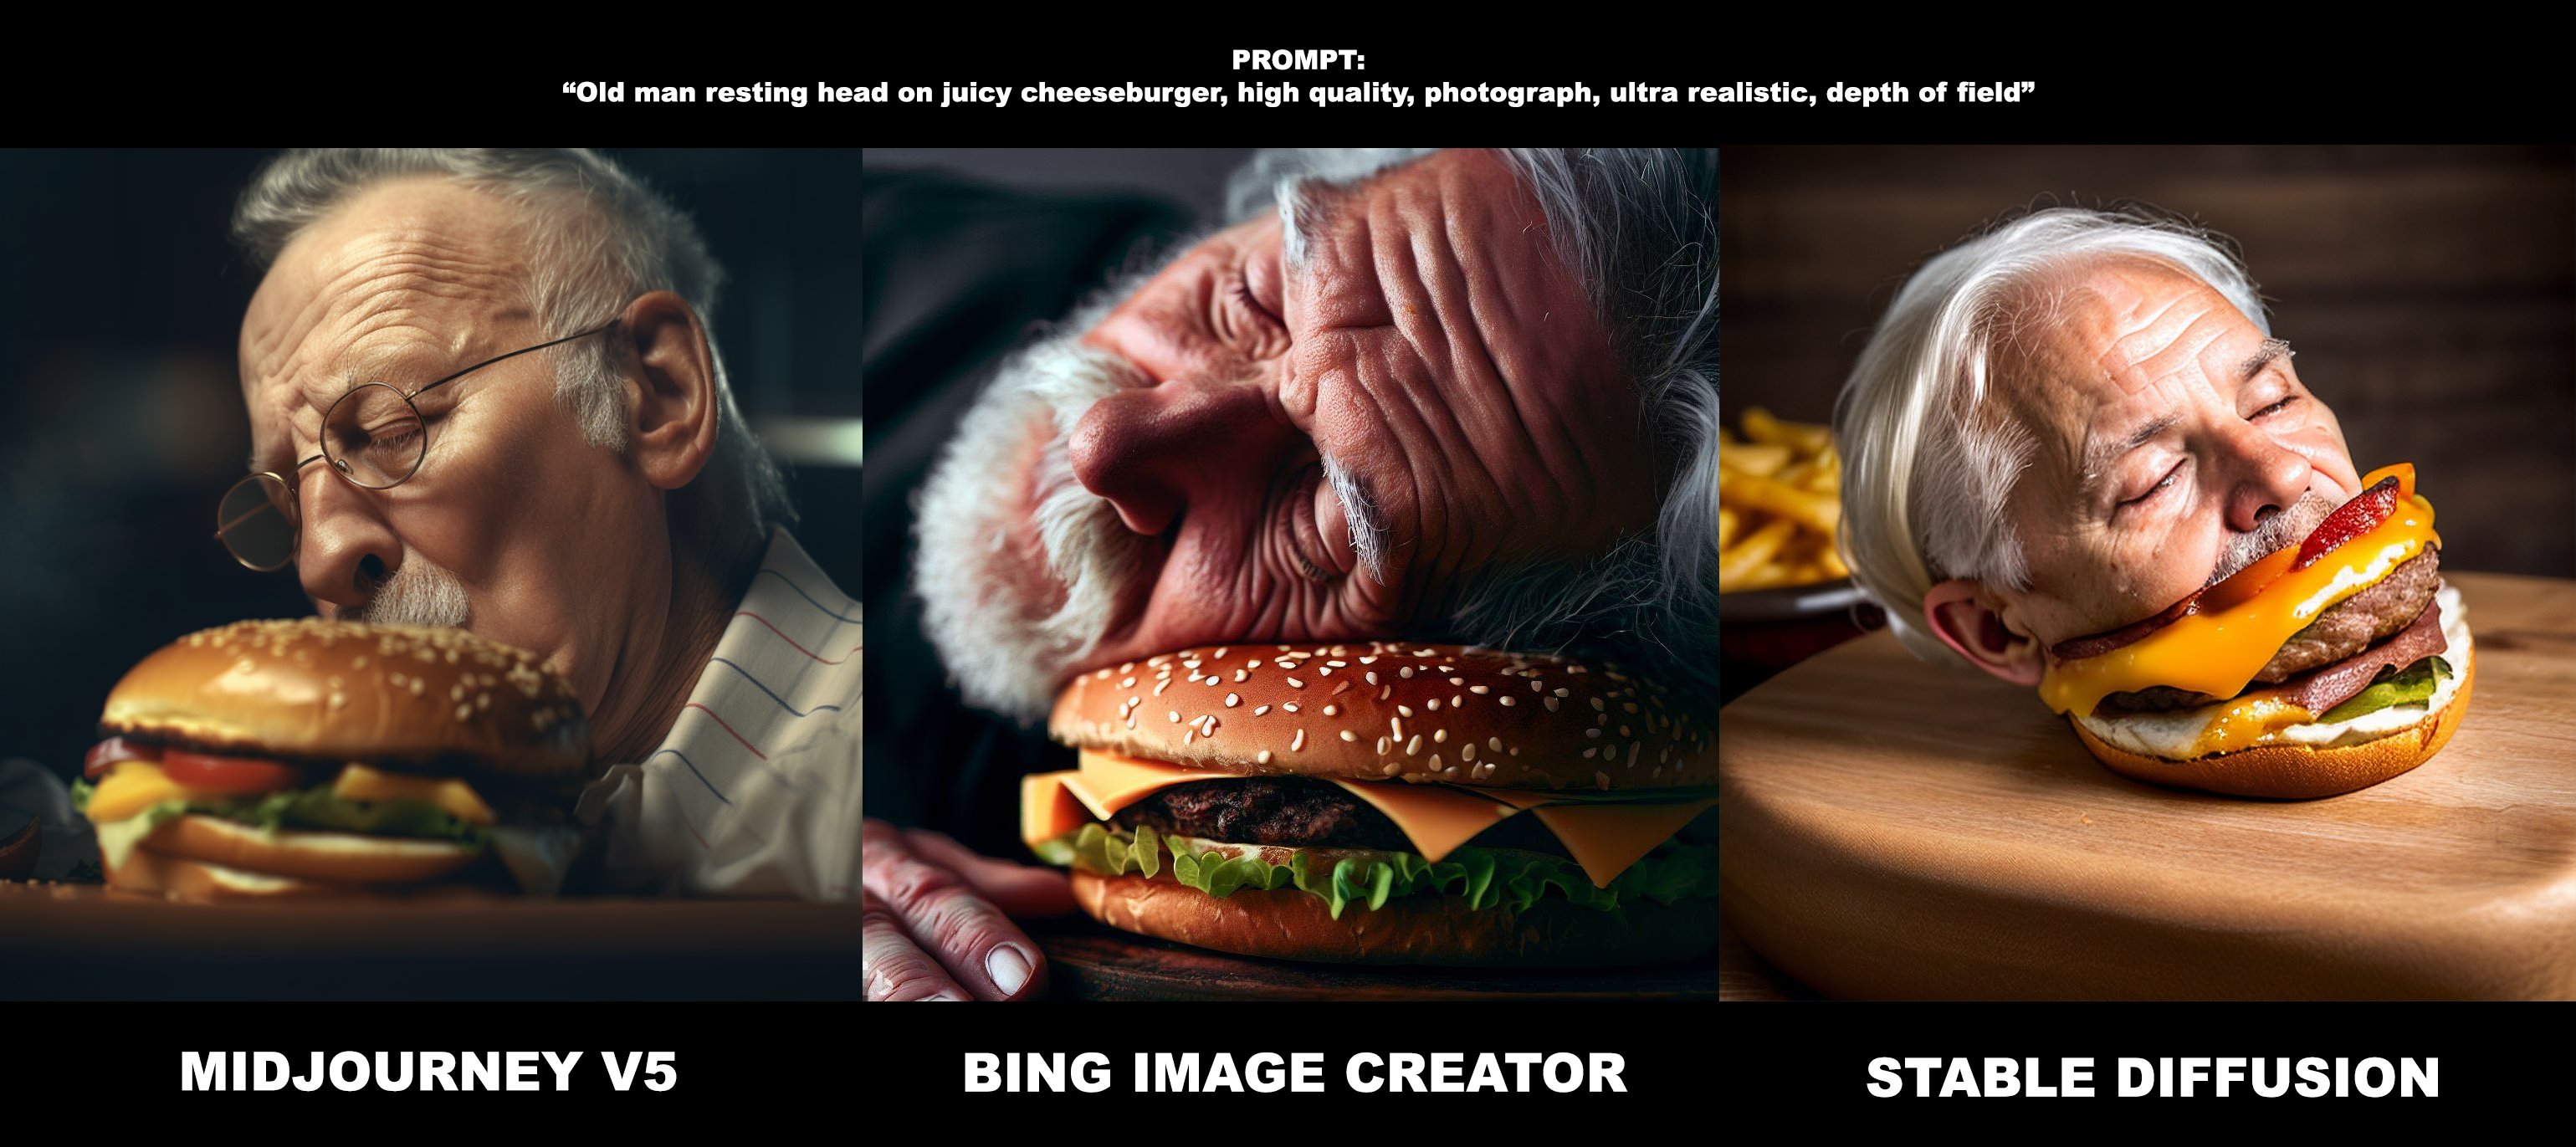 PROMPT:
“Old man resting head on juicy cheeseburger, high quality, photograph, ultra realistic, depth of field”
MIDJOURNEY V5
BING IMAGE CREATOR
STABLE DIFFUSION